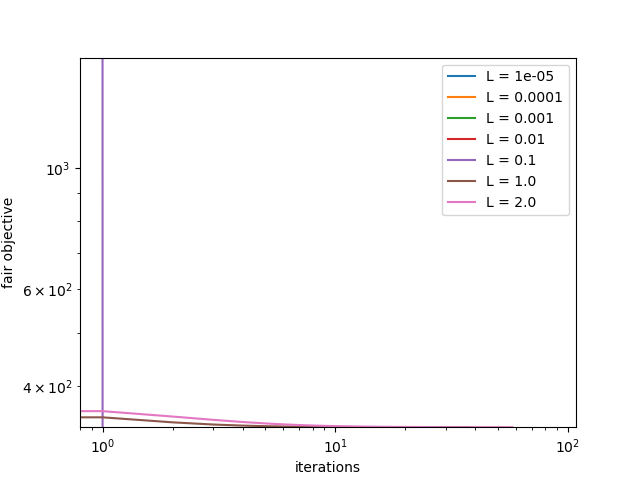 L = 1e-05
L = 0.0001
L = 0.001
L = 0.01
L = 0.1
L = 1.0
L = 2.0
fair objective
10³
6 × 10²
4 × 10²
10⁰ 10¹ 10²
iterations